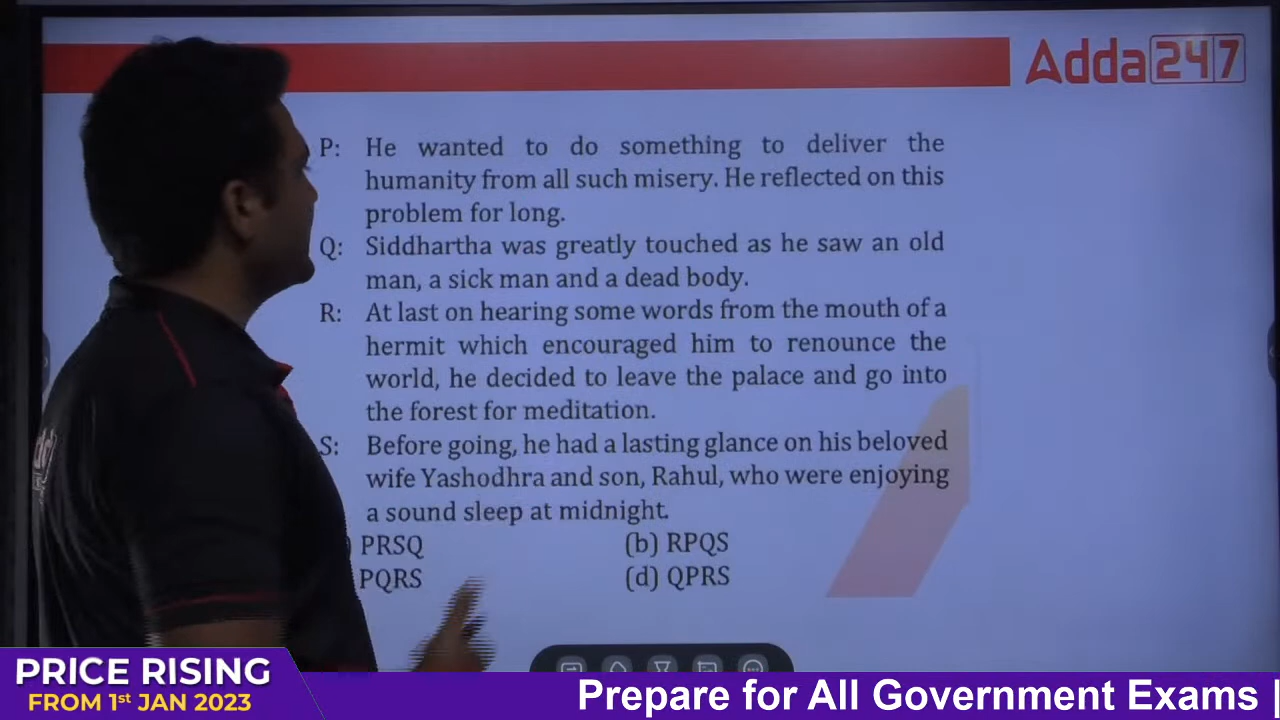 Adda247
P: He wanted to do something to deliver the
humanity from all such misery. He reflected on this
problem for long.
Q: Siddhartha was greatly touched as he saw an old
man, a sick man and a dead body.
R: At last on hearing some words from the mouth of a
hermit which encouraged him to renounce the
world, he decided to leave the palace and go into
the forest for meditation.
S: Before going, he had a lasting glance on his beloved
wife Yashodhra and son, Rahul, who were enjoying
a sound sleep at midnight.
) PRSQ (b) RPQS
PQRS (d) QPRS
PRICE RISING
FROM 1st JAN 2023
Prepare for All Government Exams |